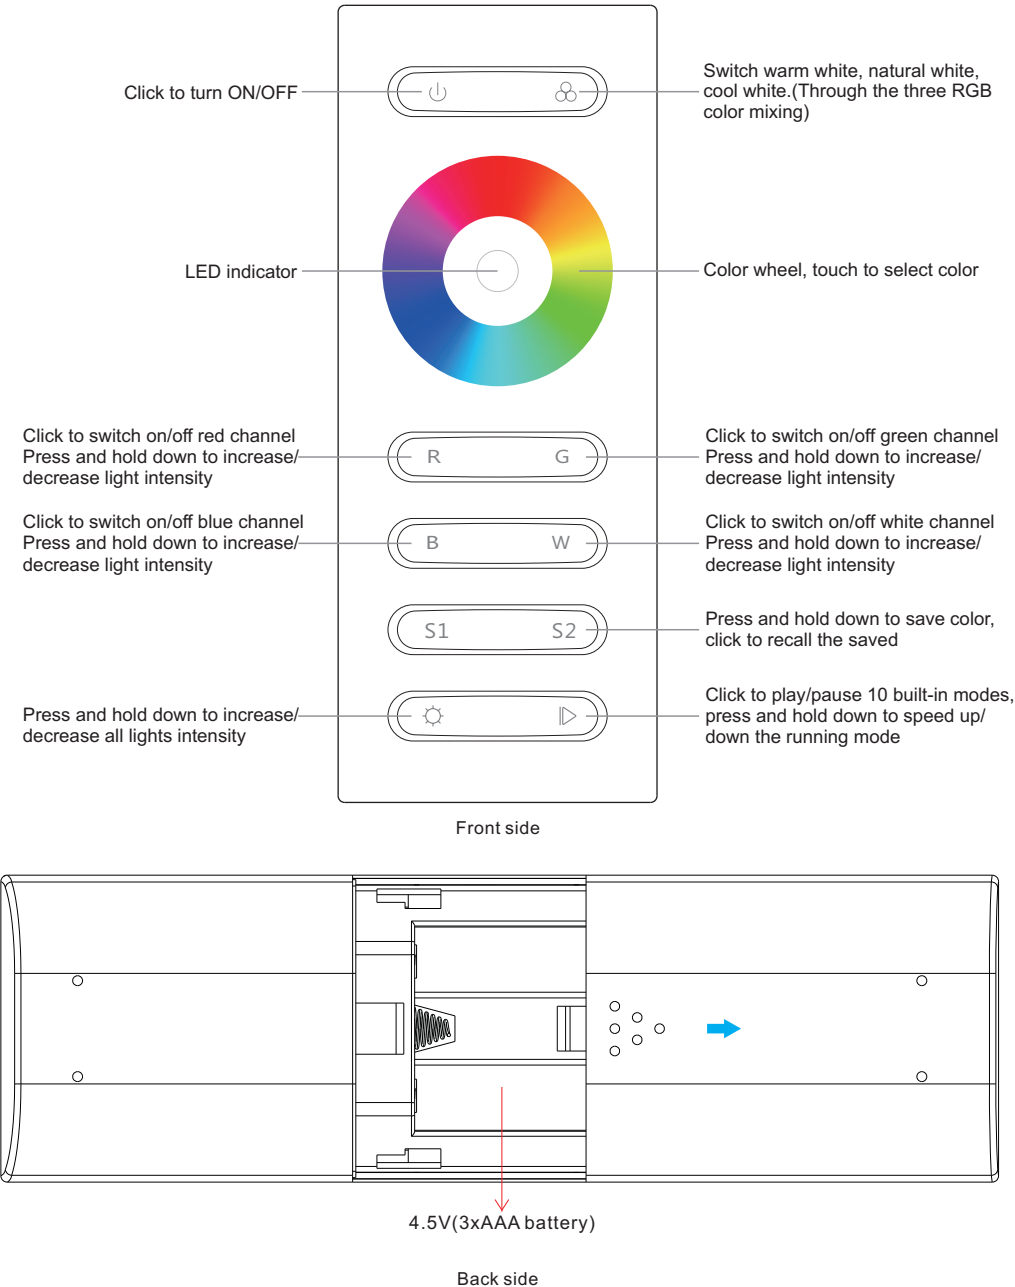 Click to turn ON/OFF
Switch warm white, natural white,
cool white.(Through the three RGB
color mixing)
LED indicator
Color wheel, touch to select color
Click to switch on/off red channel
Press and hold down to increase/
decrease light intensity
R
G
Click to switch on/off green channel
Press and hold down to increase/
decrease light intensity
Click to switch on/off blue channel
Press and hold down to increase/
decrease light intensity
B
W
Click to switch on/off white channel
Press and hold down to increase/
decrease light intensity
S1
S2
Press and hold down to save color,
click to recall the saved
Press and hold down to increase/
decrease all lights intensity
Click to play/pause 10 built-in modes,
press and hold down to speed up/
down the running mode
Front side
4.5V(3xAAA battery)
Back side